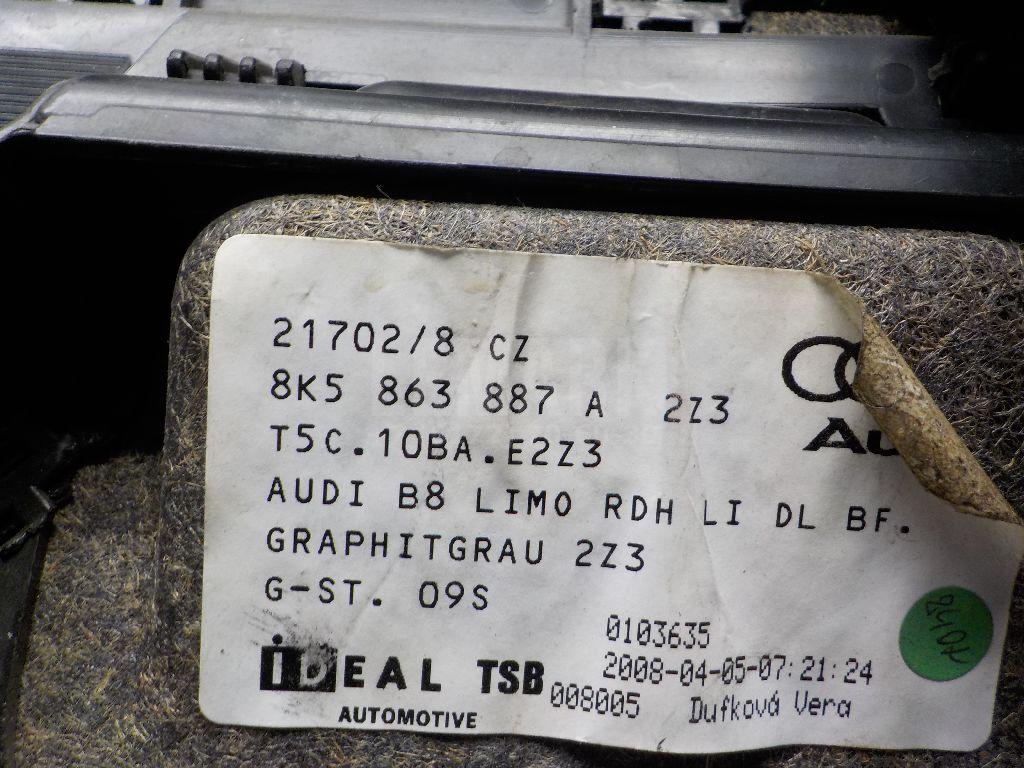 21702/8 CZ
8K5 863 887 A 2Z3
T5C.10BA.E2Z3
AUDI B8 LIMO RDH LI DL BF.
GRAPHITGRAU 2Z3
G-ST. 09S
Au
0103635
iDEAL TSB 2008-04-05-07:21:24
AUTOMOTIVE 008005 Dufková Vera